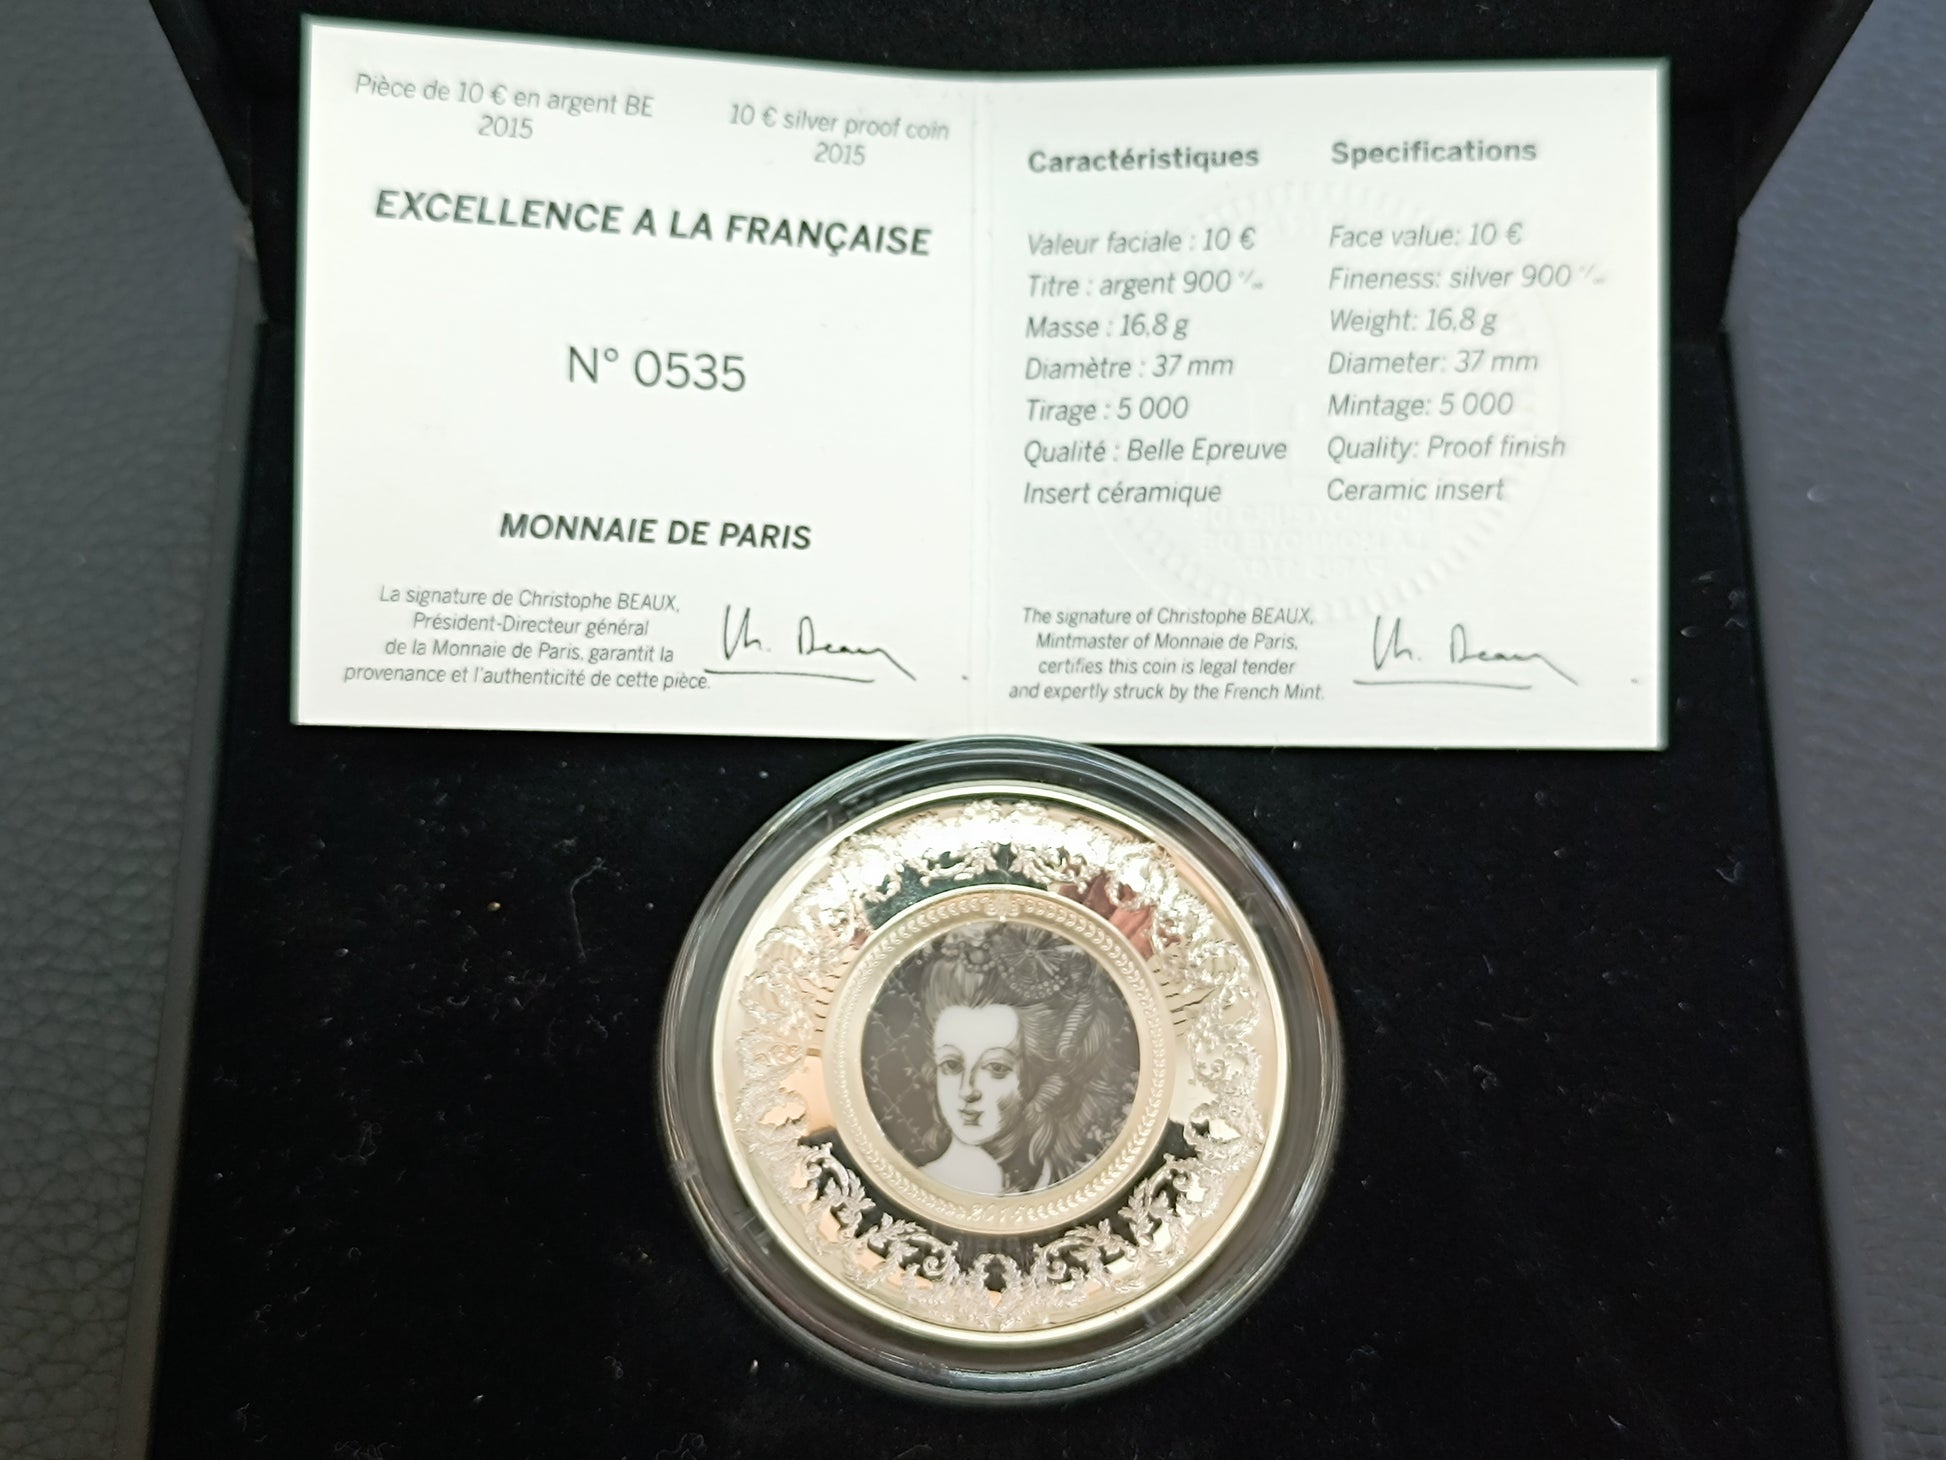 Pièce de 10 € en argent BE
2015
10 € silver proof coin
2015
EXCELLENCE A LA FRANÇAISE
N° 0535
MONNAIE DE PARIS
La signature de Christophe BEAUX,
Président-Directeur général
de la Monnaie de Paris, garantit la
provenance et l'authenticité de cette pièce.
Caractéristiques
Valeur faciale : 10 €
Titre : argent 900 ‰
Masse : 16,8 g
Diamètre : 37 mm
Tirage : 5 000
Qualité : Belle Epreuve
Insert céramique
Specifications
Face value: 10 €
Fineness: silver 900 ‰
Weight: 16,8 g
Diameter: 37 mm
Mintage: 5 000
Quality: Proof finish
Ceramic insert
The signature of Christophe BEAUX,
Mintmaster of Monnaie de Paris,
certifies this coin is legal tender
and expertly struck by the French Mint.
2015